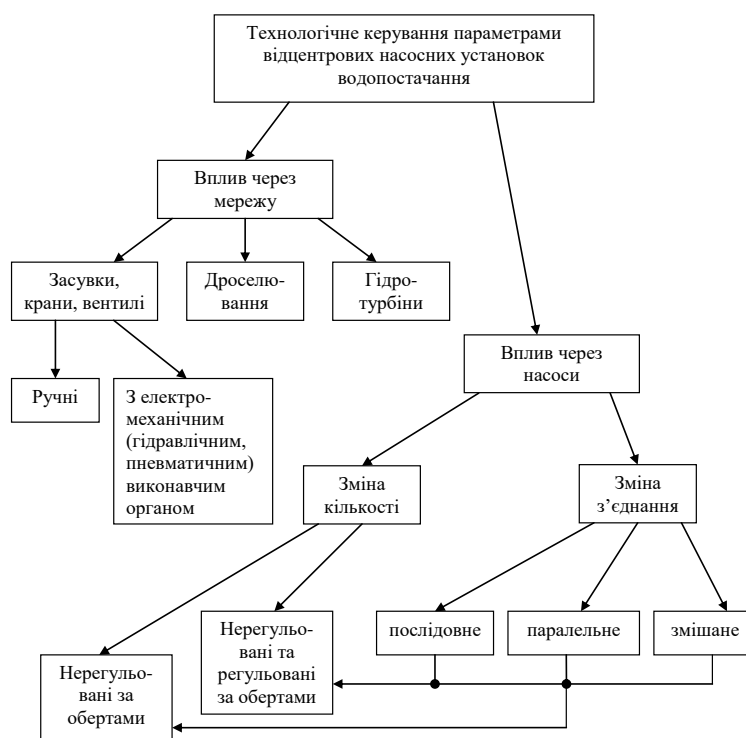 Технологічне керування параметрами
відцентрових насосних установок
водопостачання
Вплив через
мережу
Засувки,
крани, вентилі
Дроселю-
вання
Гідро-
турбіни
Вплив через
насоси
Ручні
З електро-
механічним
(гідравлічним,
пневматичним)
виконавчим
органом
Зміна
кількості
Зміна
з’єднання
Нерегульо-
вані та
регульовані
за обертами
послідовне
паралельне
змішане
Нерегульо-
вані за
обертами